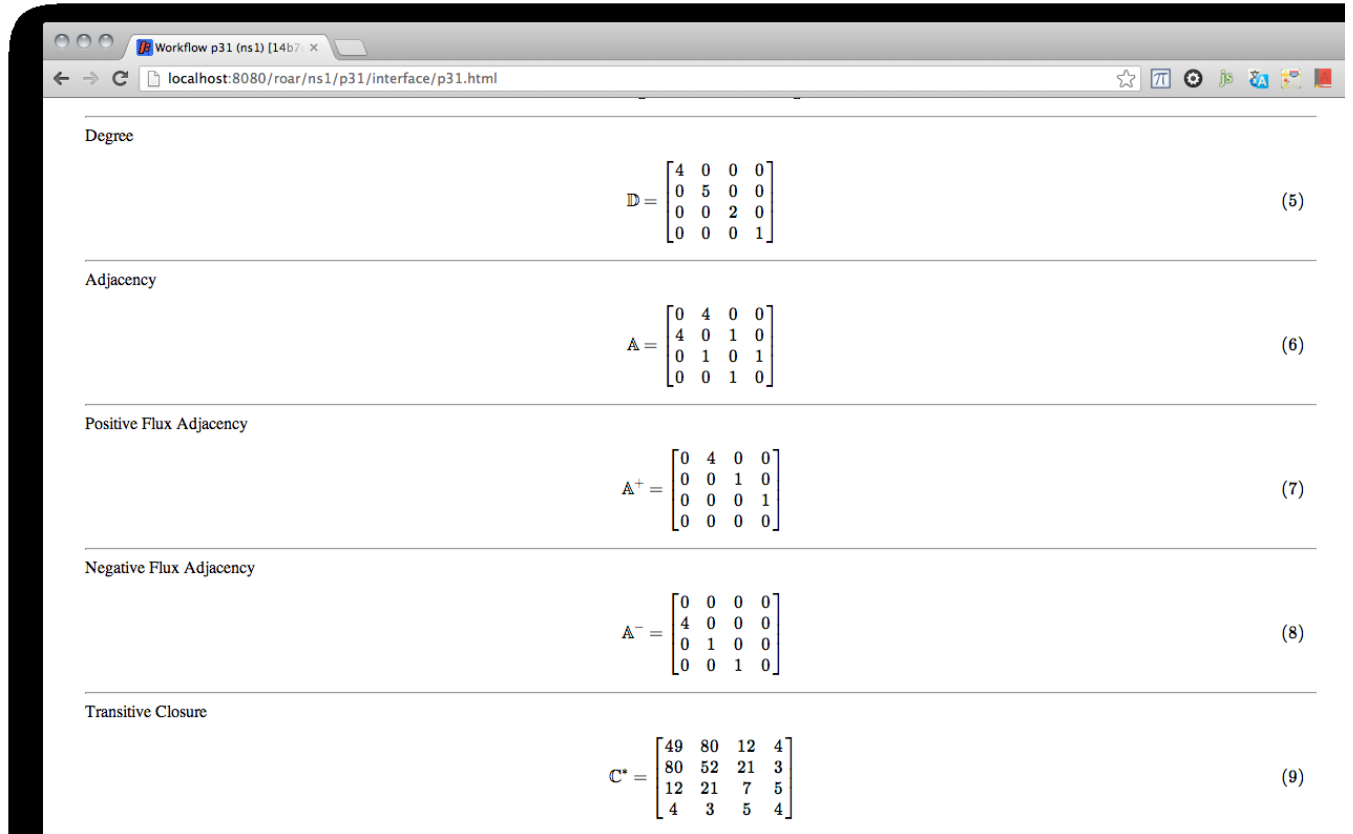 Workflow p31 (ns1) [14b7
localhost:8080/roar/ns1/p31/interface/p31.html
js
Degree
𝔻 =
4 0 0 0
0 5 0 0
0 0 2 0
0 0 0 1
(5)
Adjacency
𝔸 =
0 4 0 0
4 0 1 0
0 1 0 1
0 0 1 0
(6)
Positive Flux Adjacency
𝔸⁺ =
0 4 0 0
0 0 1 0
0 0 0 1
0 0 0 0
(7)
Negative Flux Adjacency
𝔸⁻ =
0 0 0 0
4 0 0 0
0 1 0 0
0 0 1 0
(8)
Transitive Closure
ℂ* =
49 80 12 4
80 52 21 3
12 21 7 5
4 3 5 4
(9)